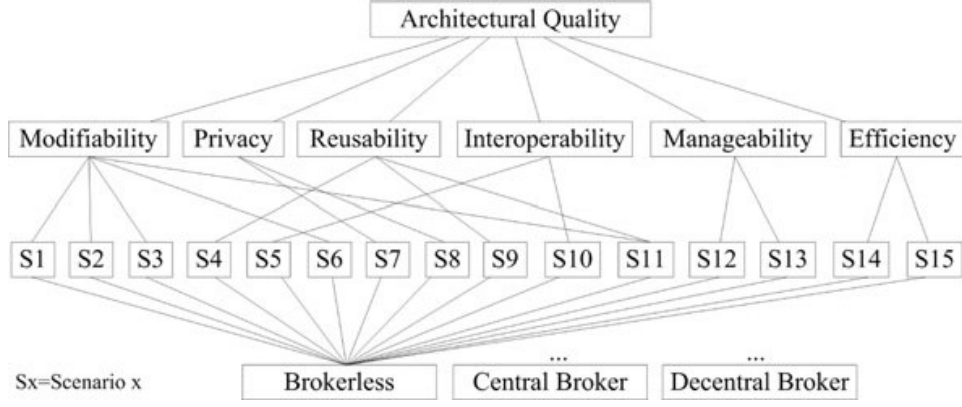 Architectural Quality
Modifiability Privacy Reusability Interoperability Manageability Efficiency
S1 S2 S3 S4 S5 S6 S7 S8 S9 S10 S11 S12 S13 S14 S15
... ...
Sx=Scenario x Brokerless Central Broker Decentral Broker